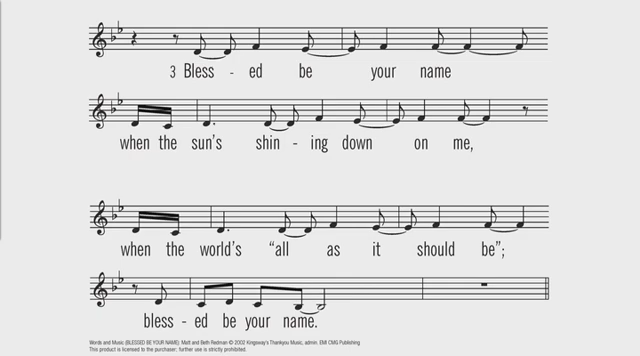 3 Bless - ed be your name
when the sun's shin - ing down on me,
when the world's "all as it should be";
bless - ed be your name.
Words and Music (BLESSED BE YOUR NAME): Matt and Beth Redman © 2002 Kingsway's Thankyou Music, admin. EMI CMG Publishing
This product is licensed to the purchaser; further use is strictly prohibited.